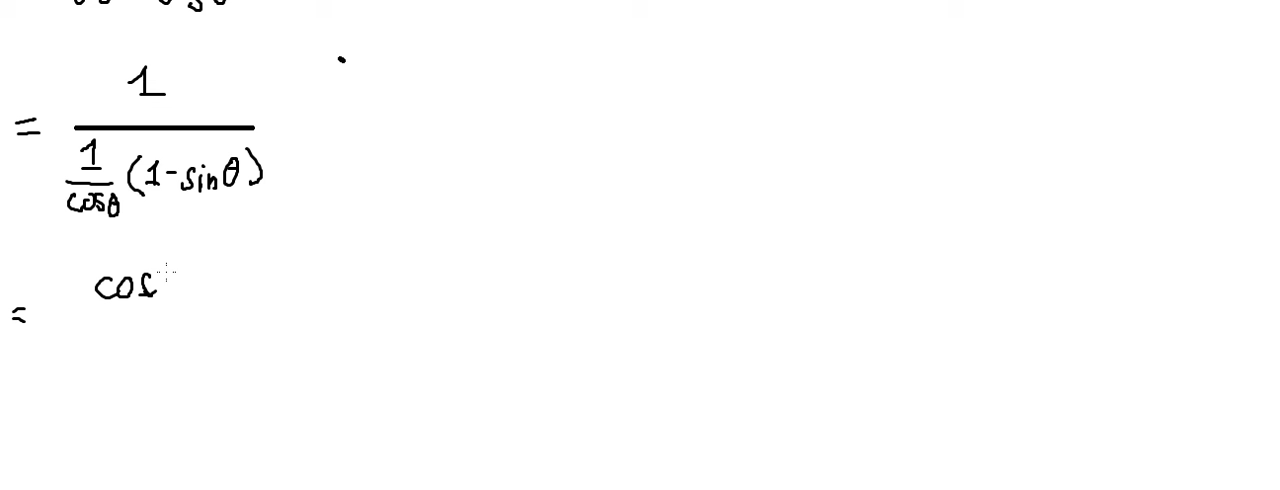 = 1 / (1/cosθ (1-sinθ))
= cos